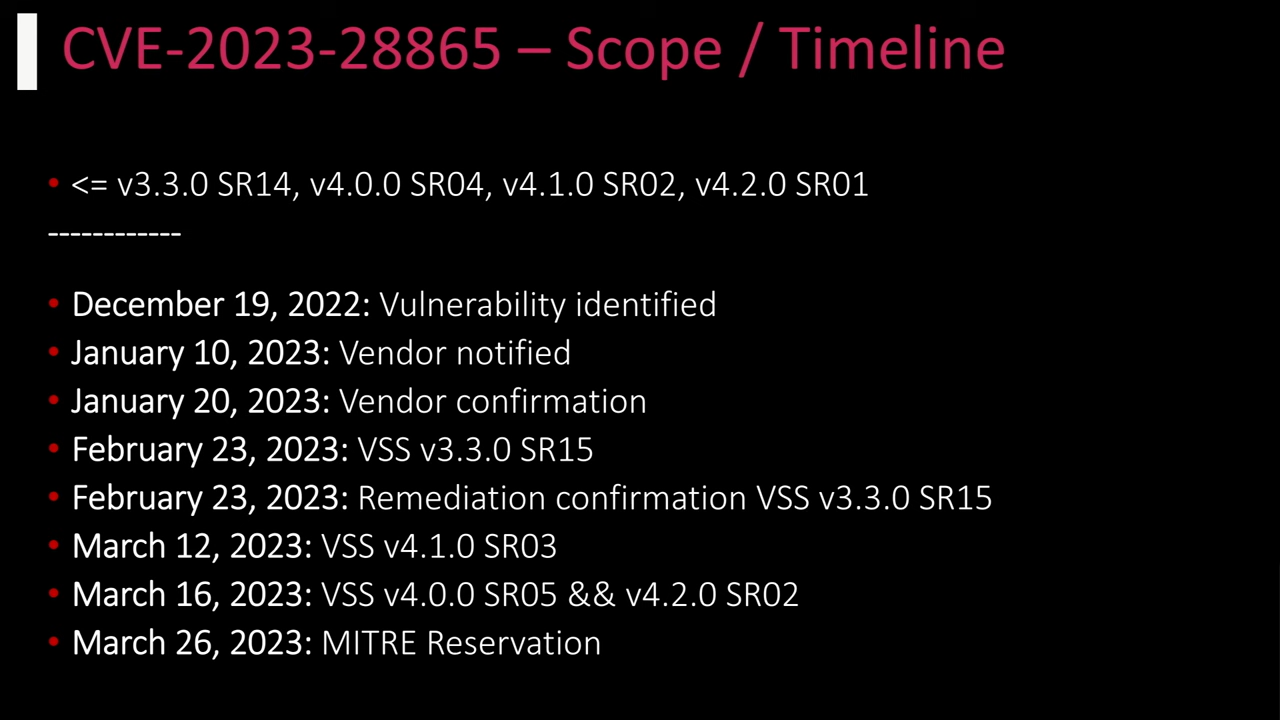 CVE-2023-28865 – Scope / Timeline
• <= v3.3.0 SR14, v4.0.0 SR04, v4.1.0 SR02, v4.2.0 SR01
------------
• December 19, 2022: Vulnerability identified
• January 10, 2023: Vendor notified
• January 20, 2023: Vendor confirmation
• February 23, 2023: VSS v3.3.0 SR15
• February 23, 2023: Remediation confirmation VSS v3.3.0 SR15
• March 12, 2023: VSS v4.1.0 SR03
• March 16, 2023: VSS v4.0.0 SR05 && v4.2.0 SR02
• March 26, 2023: MITRE Reservation